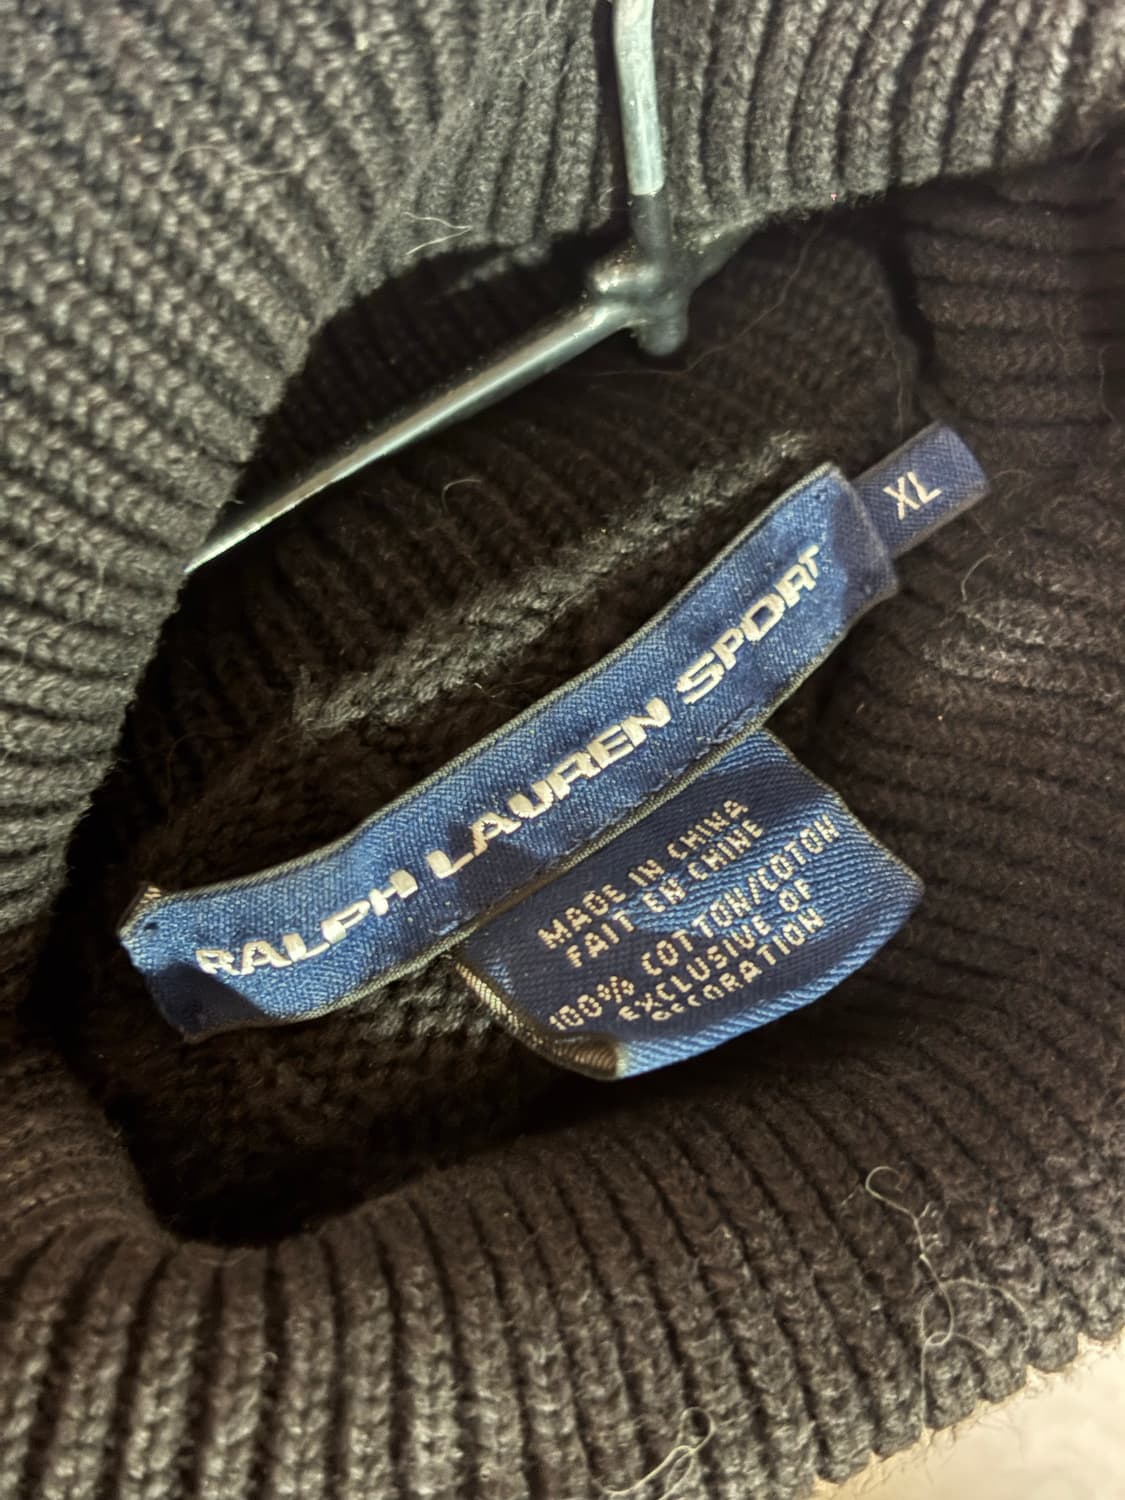 XL
RALPH LAUREN SPORT
MADE IN CHINA
FAIT EN CHINE
100% COTTON/COTON
EXCLUSIVE OF
DECORATION